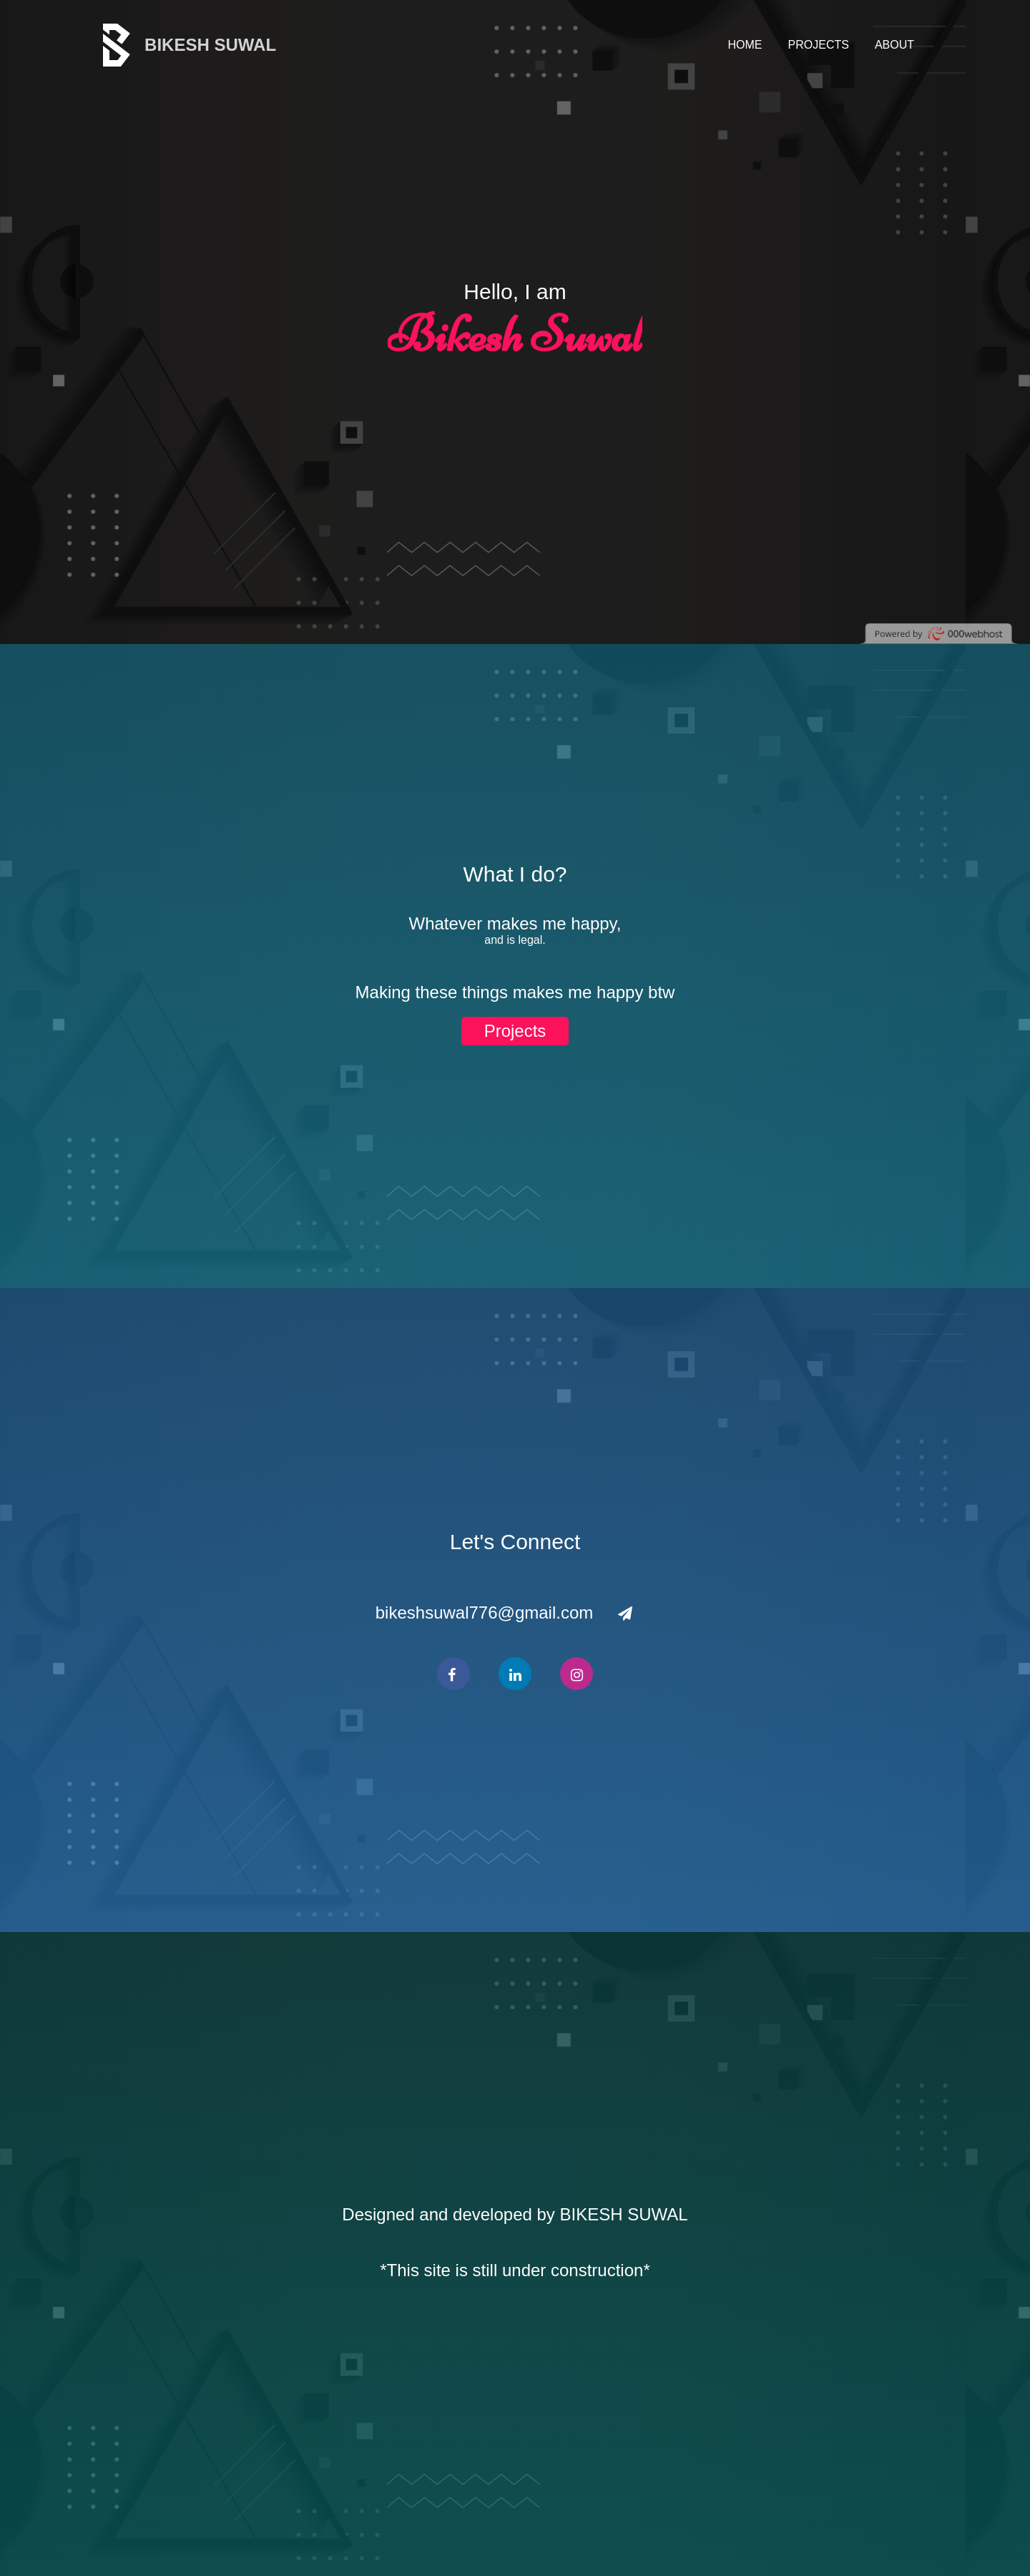 BIKESH SUWAL
HOME PROJECTS ABOUT
Hello, I am
Bikesh Suwal
Powered by 000webhost
What I do?
Whatever makes me happy,
and is legal.
Making these things makes me happy btw
Projects
Let's Connect
bikeshsuwal776@gmail.com
Designed and developed by BIKESH SUWAL
*This site is still under construction*